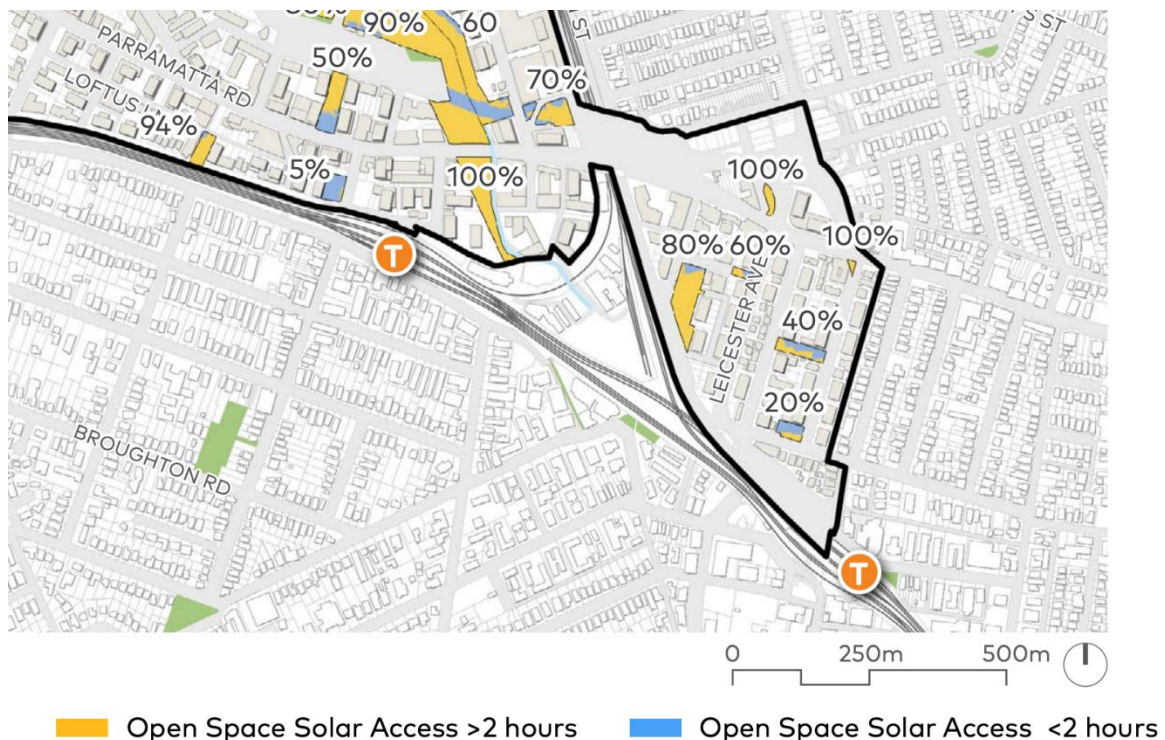 90%
60
PARRAMATTA RD
50%
70%
ST
LOFTUS
94%
5%
100%
100%
80%
60%
100%
LEICESTER AVE
40%
20%
BROUGHTON RD
T
T
0 250m 500m
Open Space Solar Access >2 hours
Open Space Solar Access <2 hours